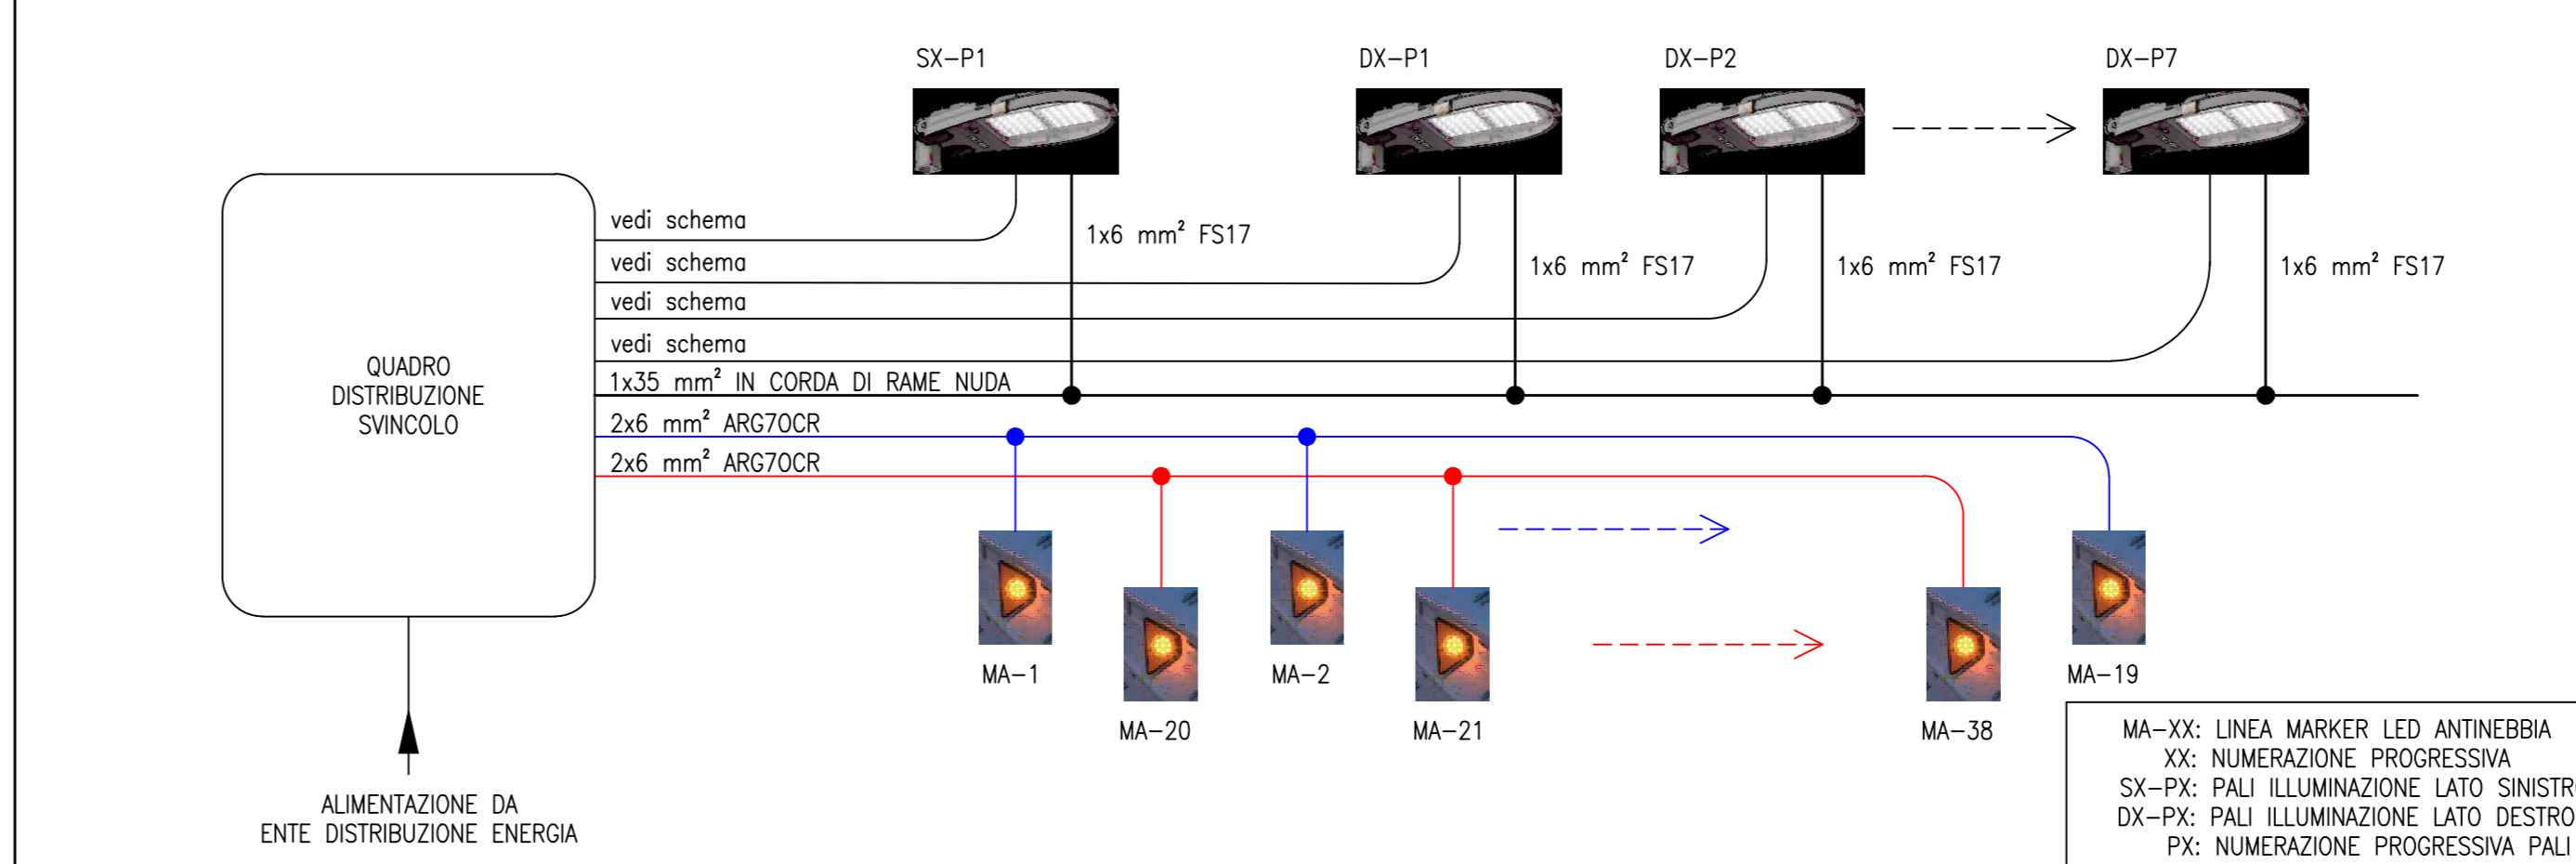 SX-P1
DX-P1
DX-P2
DX-P7
vedi schema
1x6 mm² FS17
vedi schema
1x6 mm² FS17
1x6 mm² FS17
1x6 mm² FS17
vedi schema
vedi schema
QUADRO
DISTRIBUZIONE
SVINCOLO
1x35 mm² IN CORDA DI RAME NUDA
2x6 mm² ARG7OCR
2x6 mm² ARG7OCR
MA-1
MA-2
MA-19
MA-20
MA-21
MA-38
MA-XX: LINEA MARKER LED ANTINEBBIA
XX: NUMERAZIONE PROGRESSIVA
SX-PX: PALI ILLUMINAZIONE LATO SINISTR
DX-PX: PALI ILLUMINAZIONE LATO DESTRO
PX: NUMERAZIONE PROGRESSIVA PALI
ALIMENTAZIONE DA
ENTE DISTRIBUZIONE ENERGIA